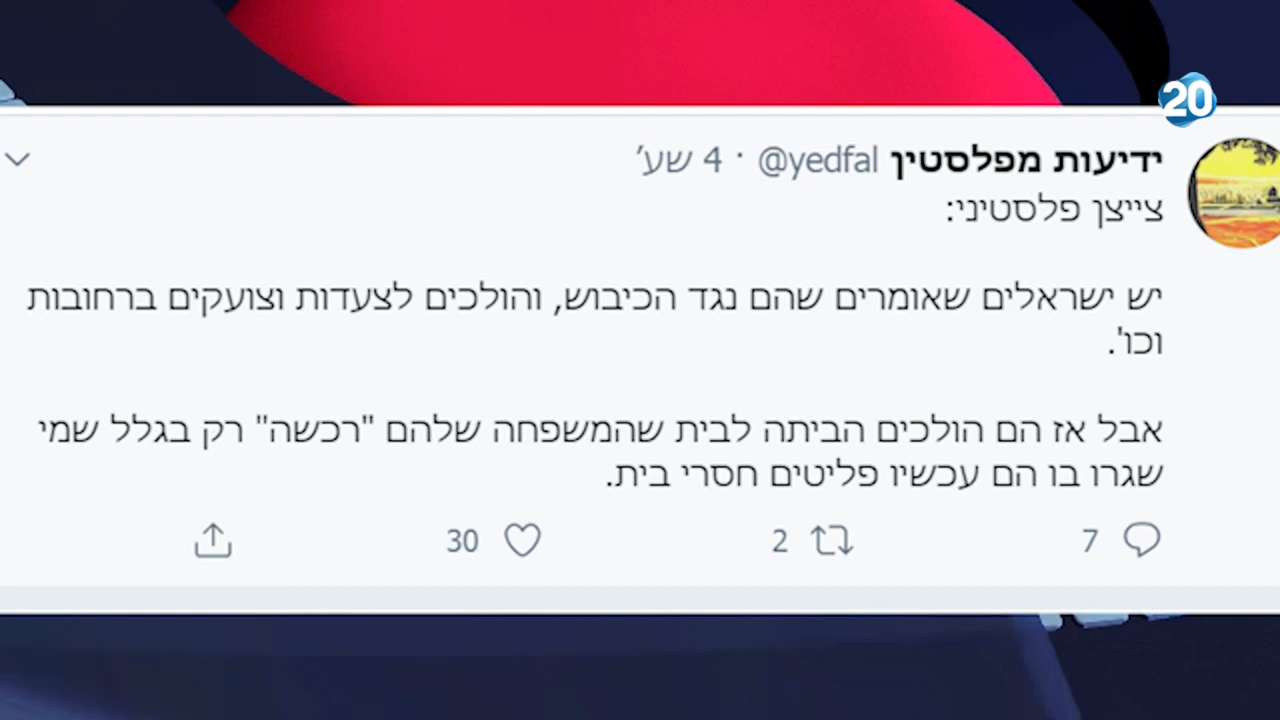 20
ידיעות מפלסטין @yedfal · 4 שע׳
צייצן פלסטיני:
יש ישראלים שאומרים שהם נגד הכיבוש, והולכים לצעדות וצועקים ברחובות
וכו'.
אבל אז הם הולכים הביתה לבית שהמשפחה שלהם "רכשה" רק בגלל שמי
שגרו בו הם עכשיו פליטים חסרי בית.
7 2 30